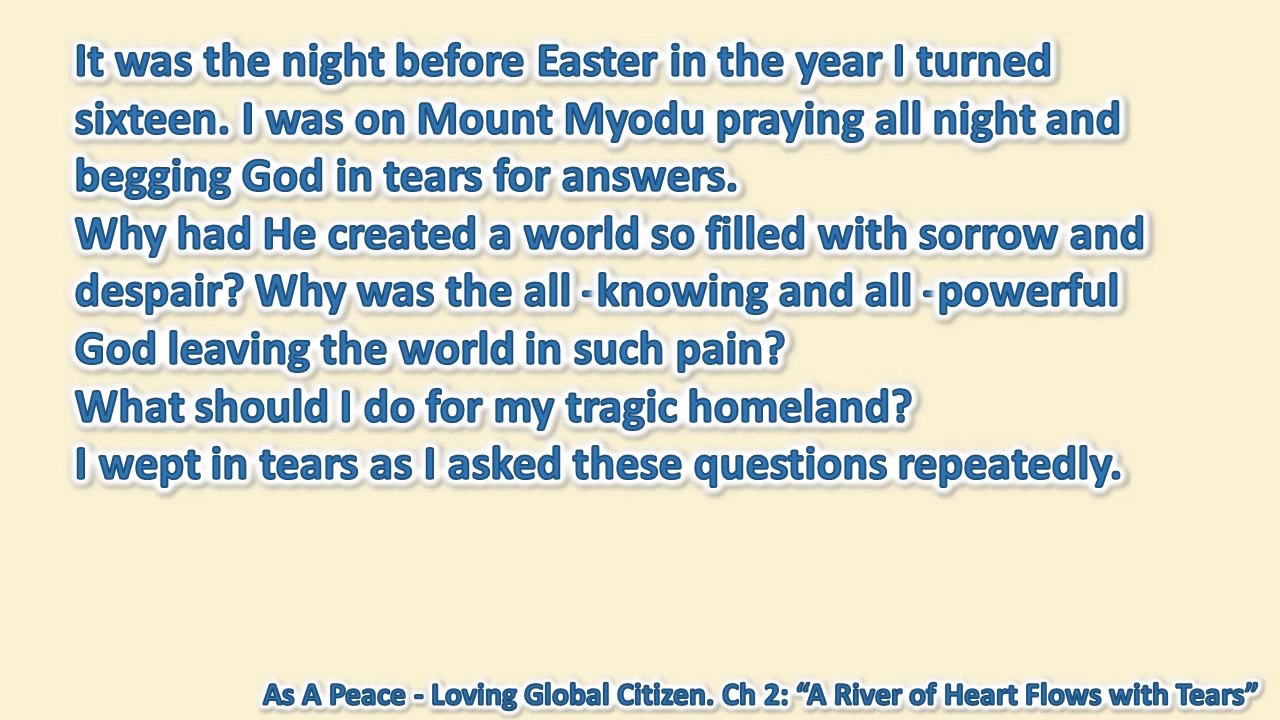 It was the night before Easter in the year I turned
sixteen. I was on Mount Myodu praying all night and
begging God in tears for answers.
Why had He created a world so filled with sorrow and
despair? Why was the all -knowing and all -powerful
God leaving the world in such pain?
What should I do for my tragic homeland?
I wept in tears as I asked these questions repeatedly.
As A Peace - Loving Global Citizen. Ch 2: “A River of Heart Flows with Tears”